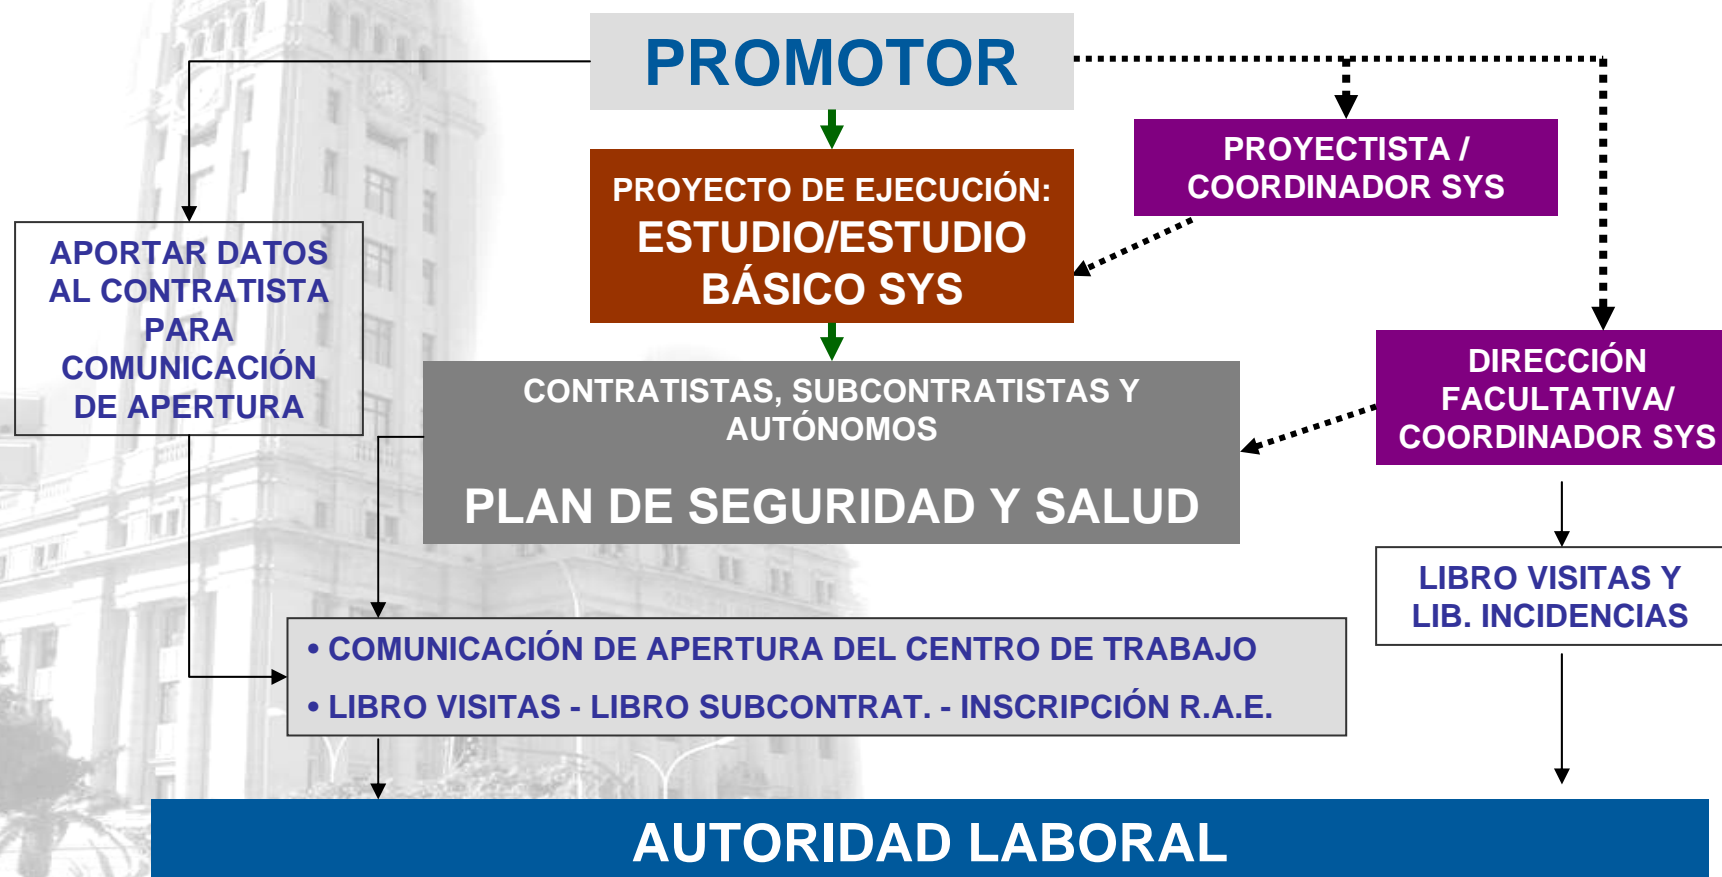 PROMOTOR
PROYECTISTA /
COORDINADOR SYS
PROYECTO DE EJECUCIÓN:
ESTUDIO/ESTUDIO
BÁSICO SYS
APORTAR DATOS
AL CONTRATISTA
PARA
COMUNICACIÓN
DE APERTURA
CONTRATISTAS, SUBCONTRATISTAS Y
AUTÓNOMOS
PLAN DE SEGURIDAD Y SALUD
DIRECCIÓN
FACULTATIVA/
COORDINADOR SYS
LIBRO VISITAS Y
LIB. INCIDENCIAS
• COMUNICACIÓN DE APERTURA DEL CENTRO DE TRABAJO
• LIBRO VISITAS - LIBRO SUBCONTRAT. - INSCRIPCIÓN R.A.E.
AUTORIDAD LABORAL